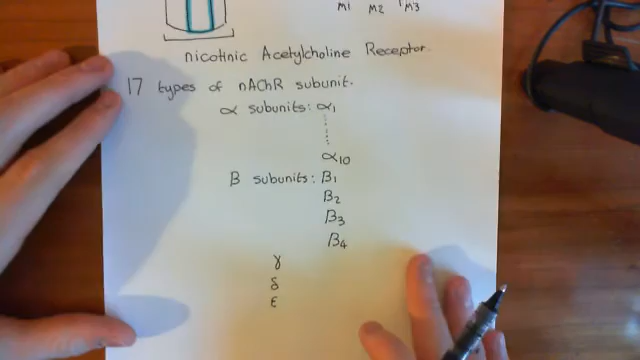 M1 M2 M3
nicotinic Acetylcholine Receptor.
17 types of nAChR subunit.
α subunits: α1
α10
β subunits: β1
β2
β3
β4
γ
δ
ε